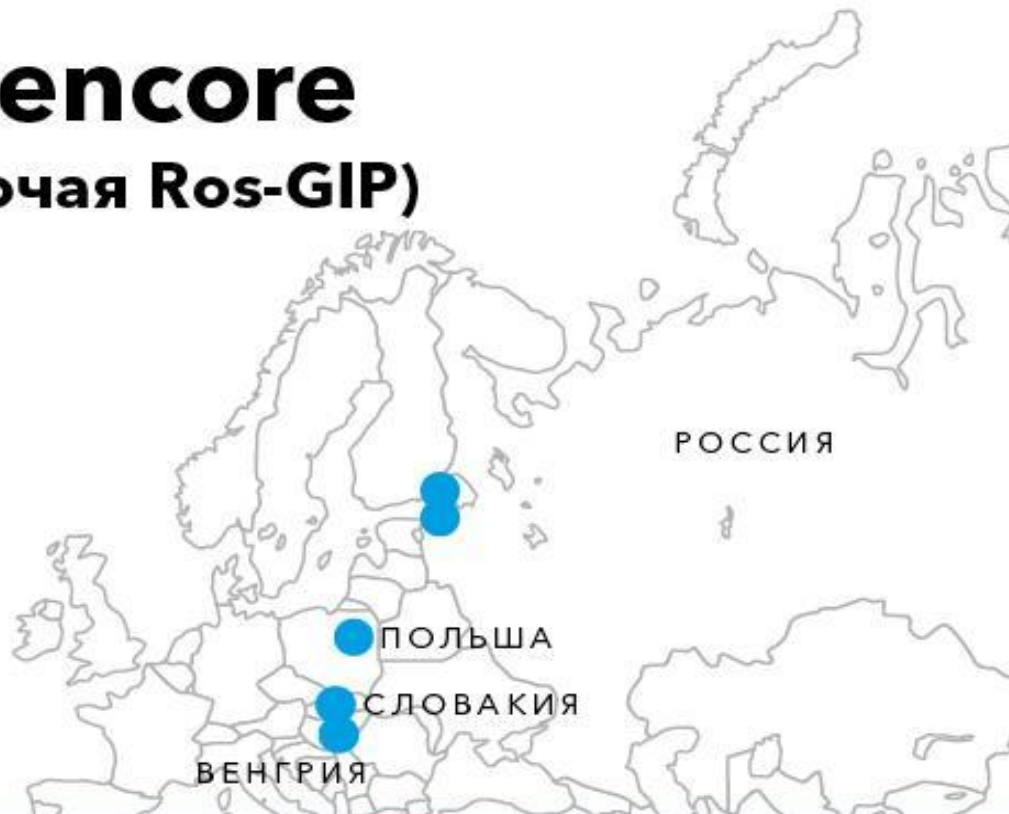 encore
очая Ros-GIP)
РОССИЯ
ПОЛЬША
СЛОВАКИЯ
ВЕНГРИЯ